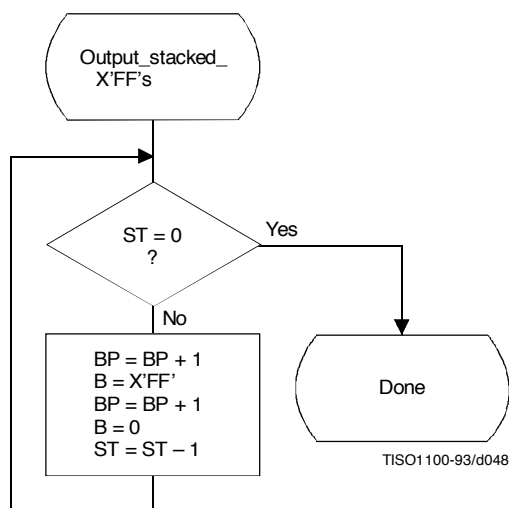 Output_stacked_
X'FF's
ST = 0
?
Yes
No
BP = BP + 1
B = X'FF'
BP = BP + 1
B = 0
ST = ST – 1
Done
TISO1100-93/d048